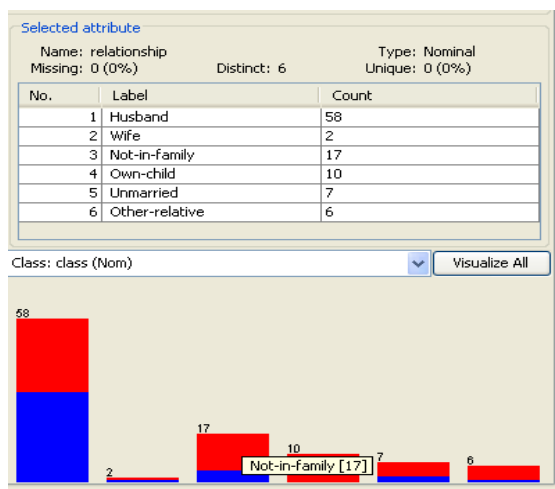 Selected attribute
Name: relationship Type: Nominal
Missing: 0 (0%) Distinct: 6 Unique: 0 (0%)
No. Label Count
1 Husband 58
2 Wife 2
3 Not-in-family 17
4 Own-child 10
5 Unmarried 7
6 Other-relative 6
Class: class (Nom) Visualize All
58
2
17
10
7
6
Not-in-family [17]